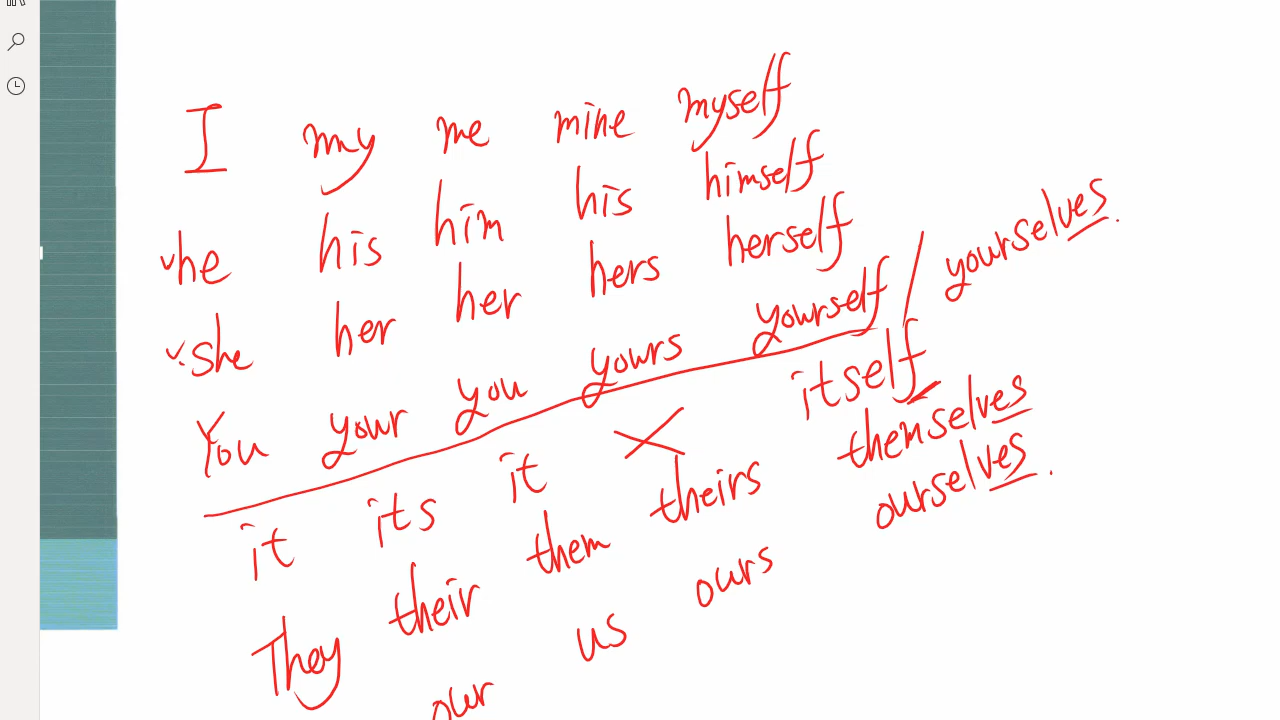 I my me mine myself
he his him his himself
she her her hers herself
You your you yours yourself / yourselves.
it its it × itself
They their them theirs themselves
our us ours ourselves.